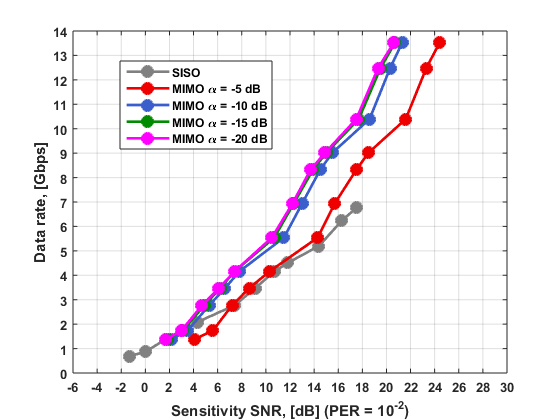 14
13
12
11
10
9
8
7
6
5
4
3
2
1
0
Data rate, [Gbps]
SISO
MIMO α = -5 dB
MIMO α = -10 dB
MIMO α = -15 dB
MIMO α = -20 dB
-6 -4 -2 0 2 4 6 8 10 12 14 16 18 20 22 24 26 28 30
Sensitivity SNR, [dB] (PER = 10^-2)